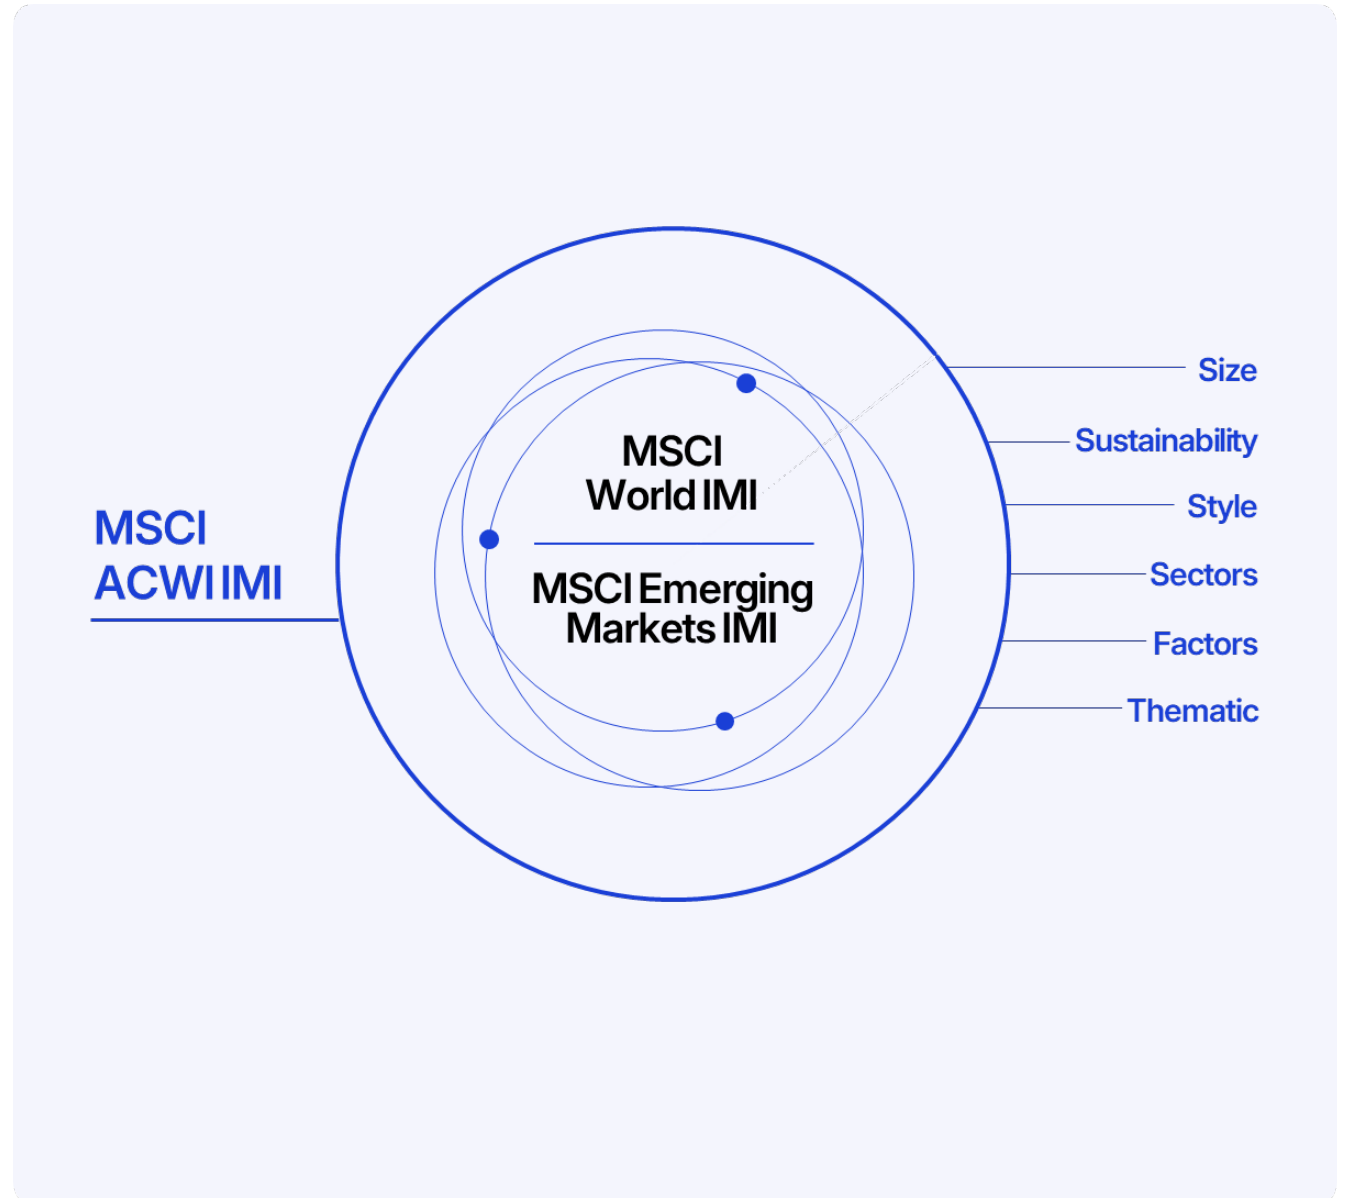 MSCI
ACWI IMI
MSCI
World IMI
MSCI Emerging
Markets IMI
Size
Sustainability
Style
Sectors
Factors
Thematic